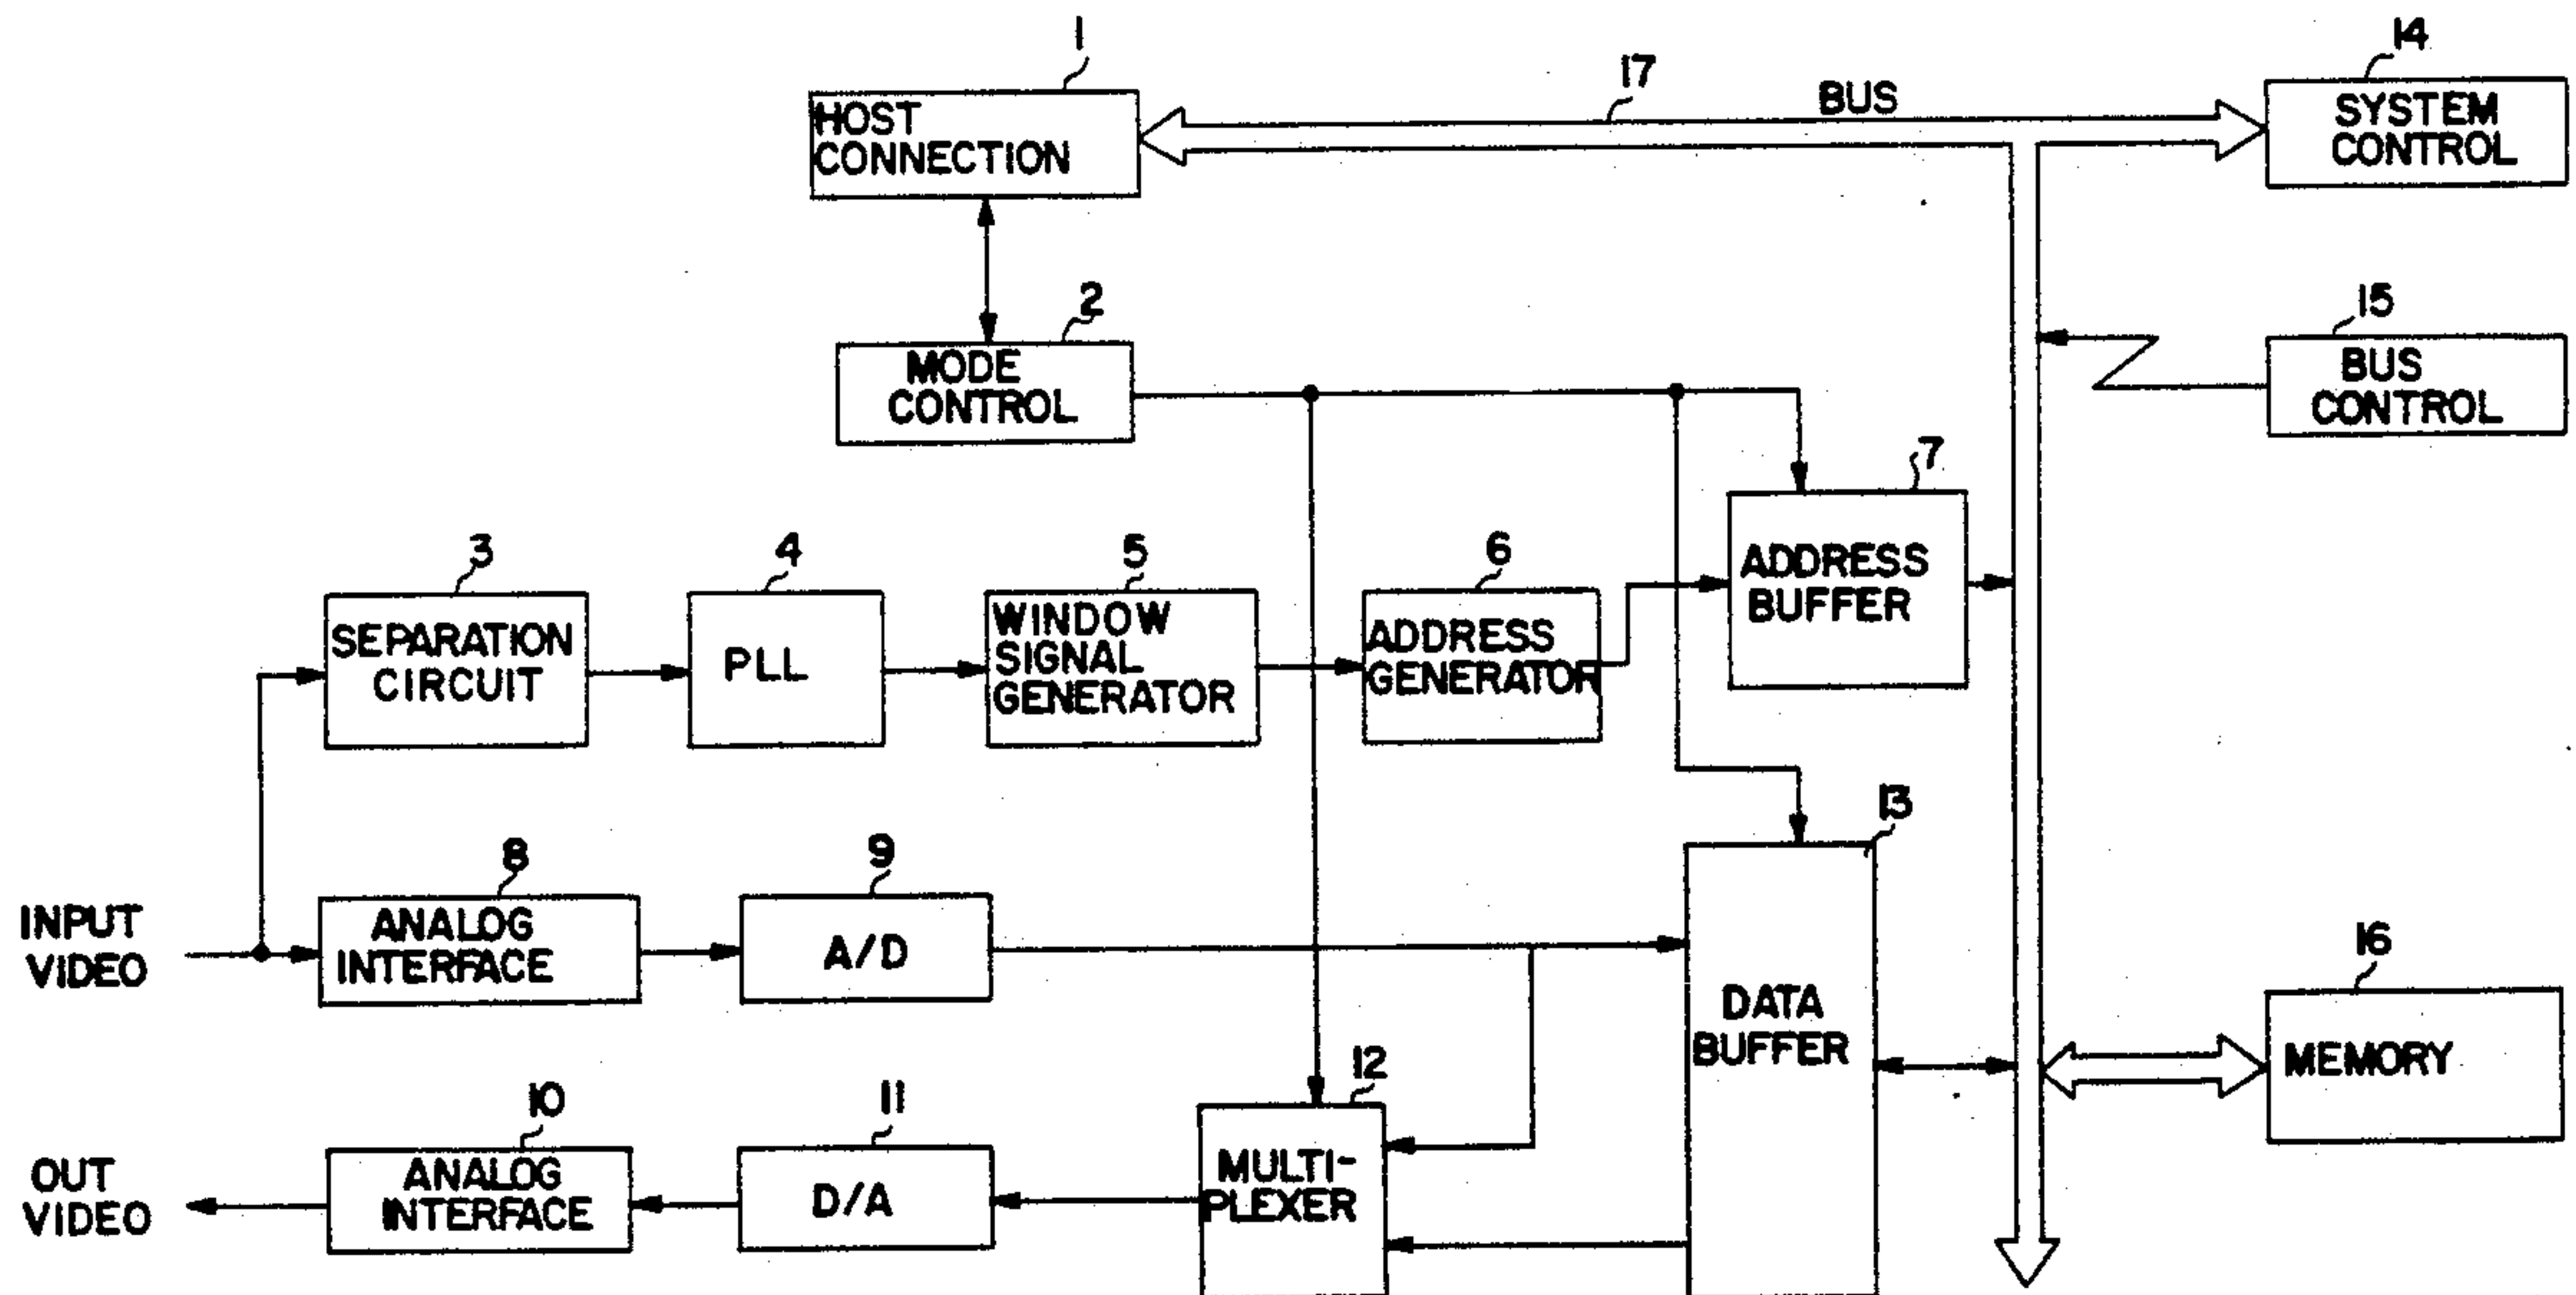 1
17
BUS
14
HOST
CONNECTION
SYSTEM
CONTROL
2
15
MODE
CONTROL
BUS
CONTROL
7
3
4
5
6
ADDRESS
BUFFER
SEPARATION
CIRCUIT
PLL
WINDOW
SIGNAL
GENERATOR
ADDRESS
GENERATOR
13
8
9
INPUT
VIDEO
ANALOG
INTERFACE
A/D
DATA
BUFFER
16
MEMORY
10
11
12
OUT
VIDEO
ANALOG
INTERFACE
D/A
MULTI-
PLEXER